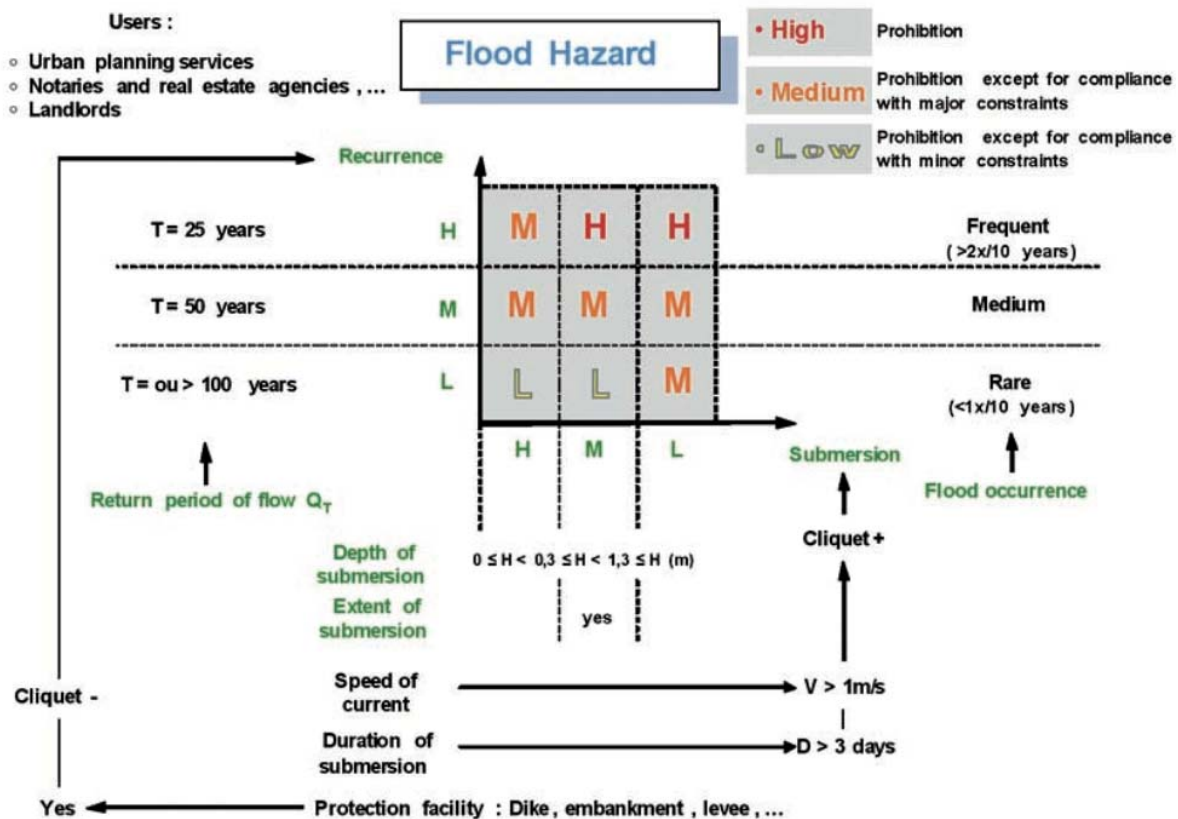 Users :
◦ Urban planning services
◦ Notaries and real estate agencies , ...
◦ Landlords
Flood Hazard
• High
Prohibition
• Medium
Prohibition except for compliance
with major constraints
• Low
Prohibition except for compliance
with minor constraints
Recurrence
T = 25 years
H
M
H
H
Frequent
( >2x/10 years)
T = 50 years
M
M
M
M
Medium
T = ou > 100 years
L
L
L
M
Rare
(<1x/10 years)
H
M
L
Submersion
Return period of flow QT
Flood occurrence
Cliquet +
Depth of
submersion
0 ≤ H < 0,3 ≤ H < 1,3 ≤ H (m)
Extent of
submersion
yes
Cliquet -
Speed of
current
V > 1m/s
Duration of
submersion
D > 3 days
Yes
Protection facility : Dike , embankment , levee , ...